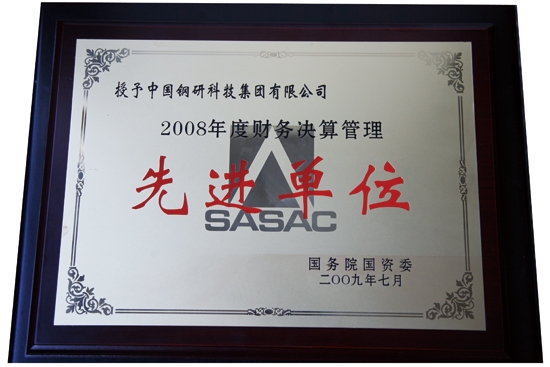 授予中国钢研科技集团有限公司
2008年度财务决算管理
先进单位
SASAC
国务院国资委
二〇〇九年七月